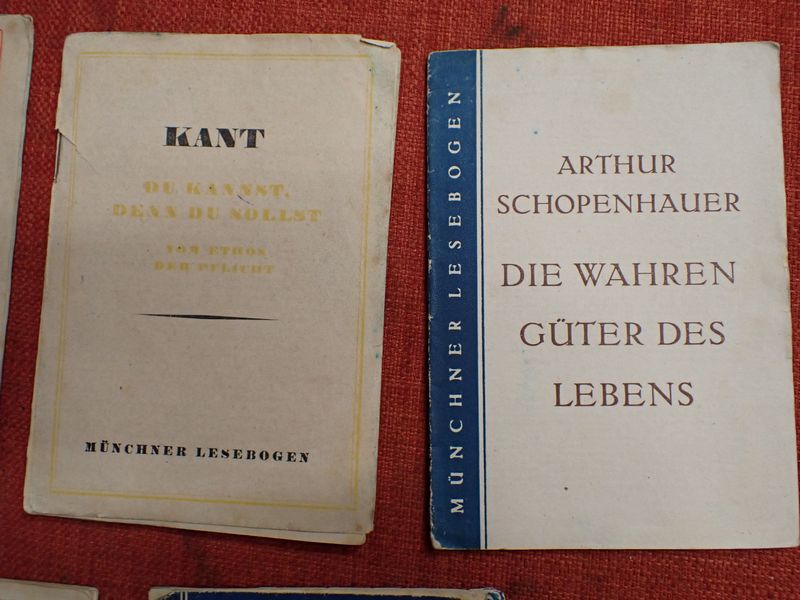 KANT
DU KANNST,
DENN DU SOLLST
VOM ETHOS
DER PFLICHT
MÜNCHNER LESEBOGEN
MÜNCHNER LESEBOGEN
ARTHUR
SCHOPENHAUER
DIE WAHREN
GÜTER DES
LEBENS